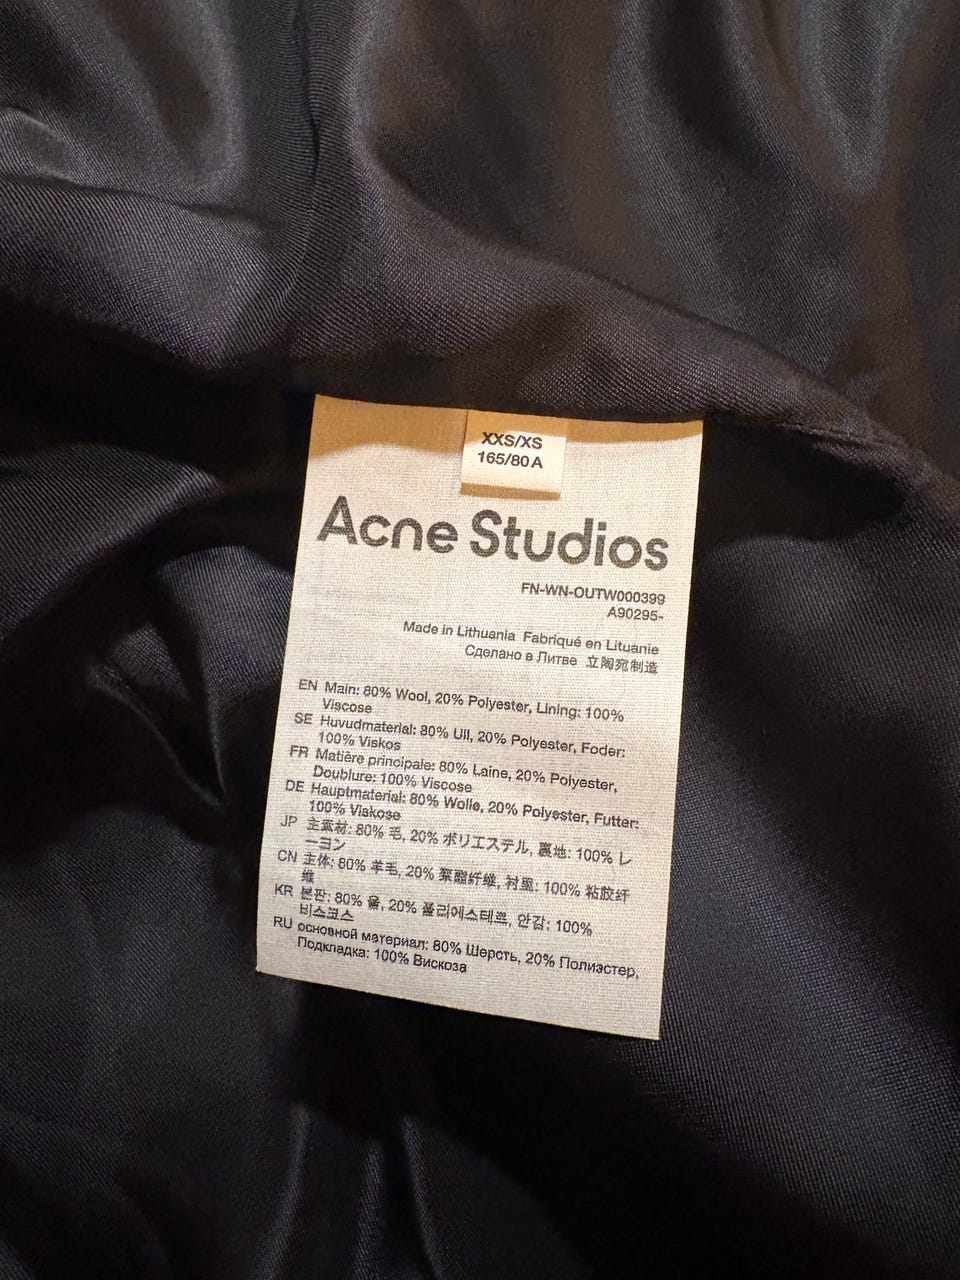 XXS/XS
165/80 A
Acne Studios
FN-WN-OUTW000399
A90295-
Made in Lithuania Fabriqué en Lituanie
Сделано в Литве 立陶宛制造
EN Main: 80% Wool, 20% Polyester, Lining: 100%
Viscose
SE Huvudmaterial: 80% Ull, 20% Polyester, Foder:
100% Viskos
FR Matière principale: 80% Laine, 20% Polyester,
Doublure: 100% Viscose
DE Hauptmaterial: 80% Wolle, 20% Polyester, Futter:
100% Viskose
JP 主素材: 80% 毛, 20% ポリエステル, 裏地: 100% レ
ーヨン
CN 主体: 80% 羊毛, 20% 聚酯纤维, 衬里: 100% 粘胶纤
维
KR 본판: 80% 울, 20% 폴리에스테르, 안감: 100%
비스코스
RU основной материал: 80% Шерсть, 20% Полиэстер,
Подкладка: 100% Вискоза